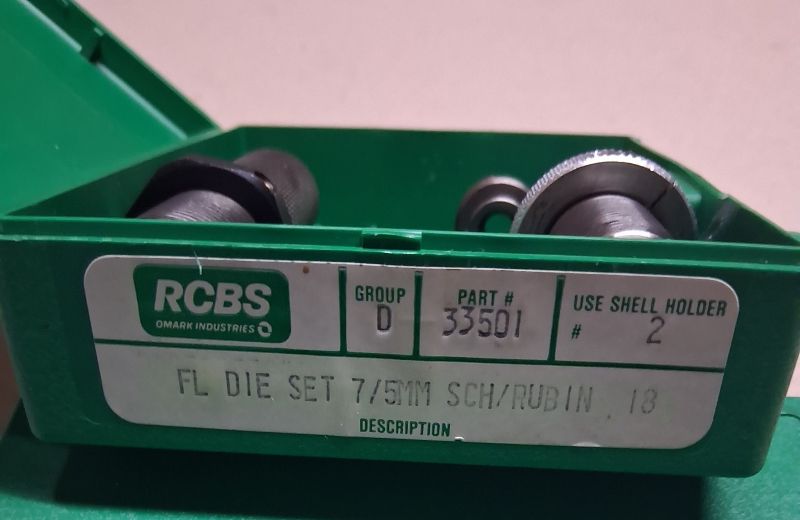 RCBS
OMARK INDUSTRIES
GROUP
D
PART #
33501
USE SHELL HOLDER
# 2
FL DIE SET 7/5MM SCH/RUBIN 18
DESCRIPTION